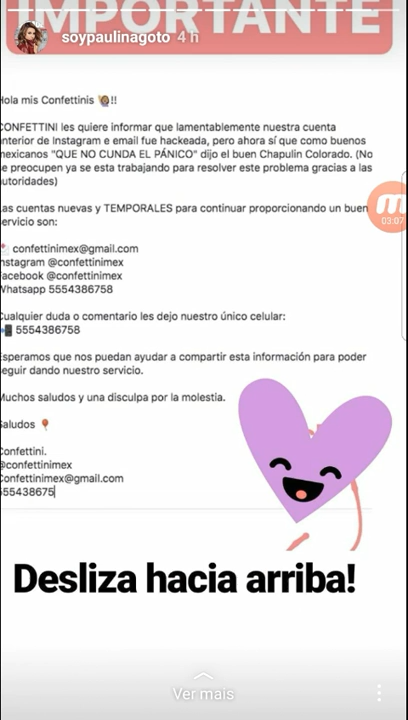 IMPORTANTE
soypaulinagoto 4 h
Hola mis Confettinis 🙋🏽!!
CONFETTINI les quiere informar que lamentablemente nuestra cuenta
anterior de Instagram e email fue hackeada, pero ahora sí que como buenos
mexicanos "QUE NO CUNDA EL PÁNICO" dijo el buen Chapulin Colorado. (No
se preocupen ya se esta trabajando para resolver este problema gracias a las
autoridades)
Las cuentas nuevas y TEMPORALES para continuar proporcionando un buen
servicio son:
📩 confettinimex@gmail.com
Instagram @confettinimex
Facebook @confettinimex
Whatsapp 5554386758
Cualquier duda o comentario les dejo nuestro único celular:
📲 5554386758
Esperamos que nos puedan ayudar a compartir esta información para poder
seguir dando nuestro servicio.
Muchos saludos y una disculpa por la molestia.
Saludos 🎈
Confettini.
@confettinimex
Confettinimex@gmail.com
555438675
03:07
Desliza hacia arriba!
Ver mais